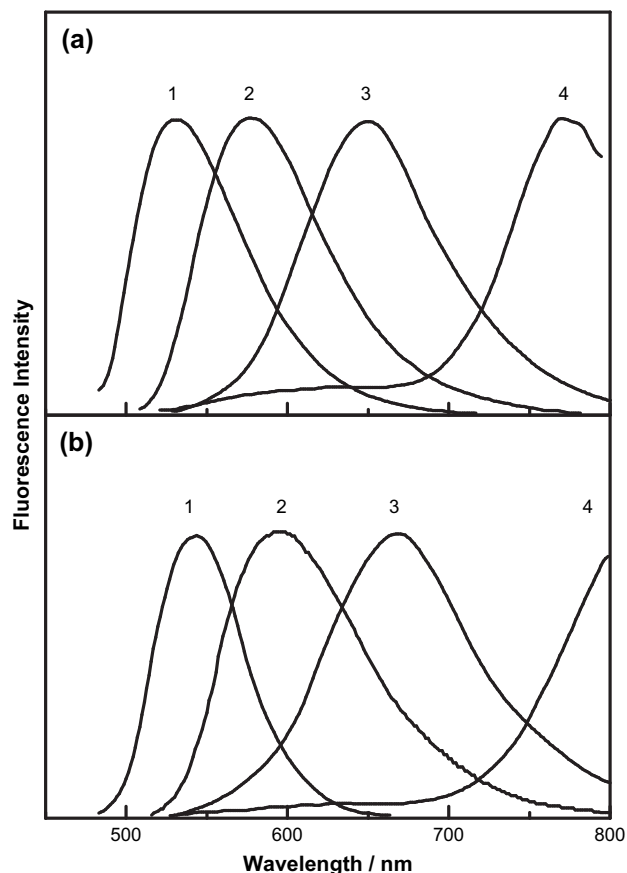 (a)
1 2 3 4
Fluorescence Intensity
(b)
1 2 3 4
500 600 700 800
Wavelength / nm